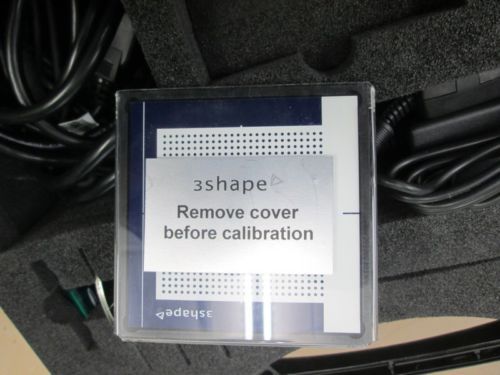 3shape
Remove cover
before calibration
3shape